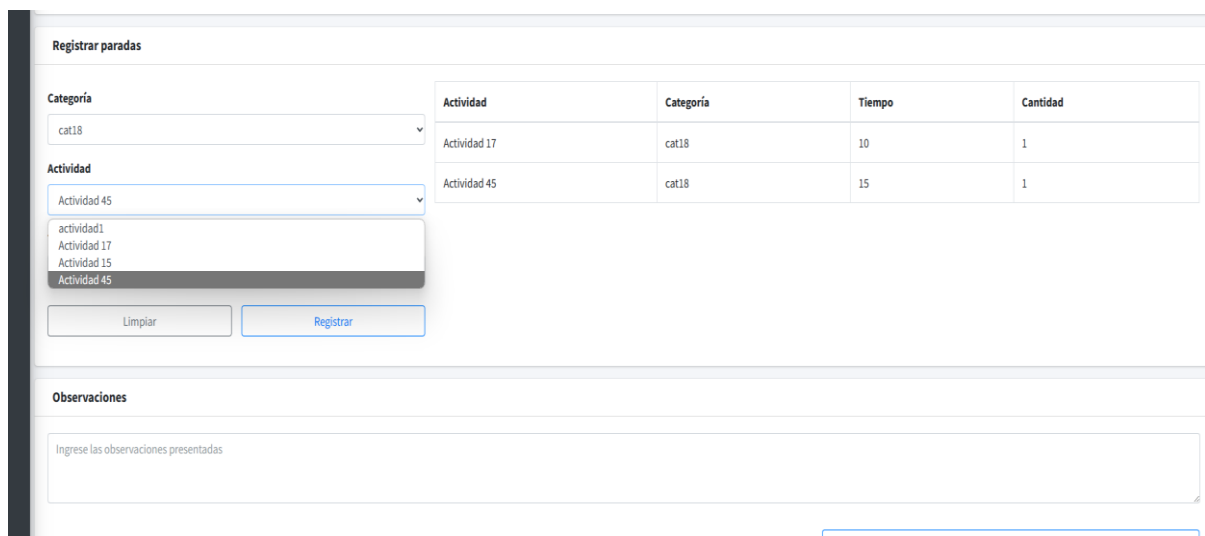 Registrar paradas
Categoría
cat18
Actividad
Actividad 45
actividad1
Actividad 17
Actividad 15
Actividad 45
Limpiar Registrar
Actividad Categoría Tiempo Cantidad
Actividad 17 cat18 10 1
Actividad 45 cat18 15 1
Observaciones
Ingrese las observaciones presentadas